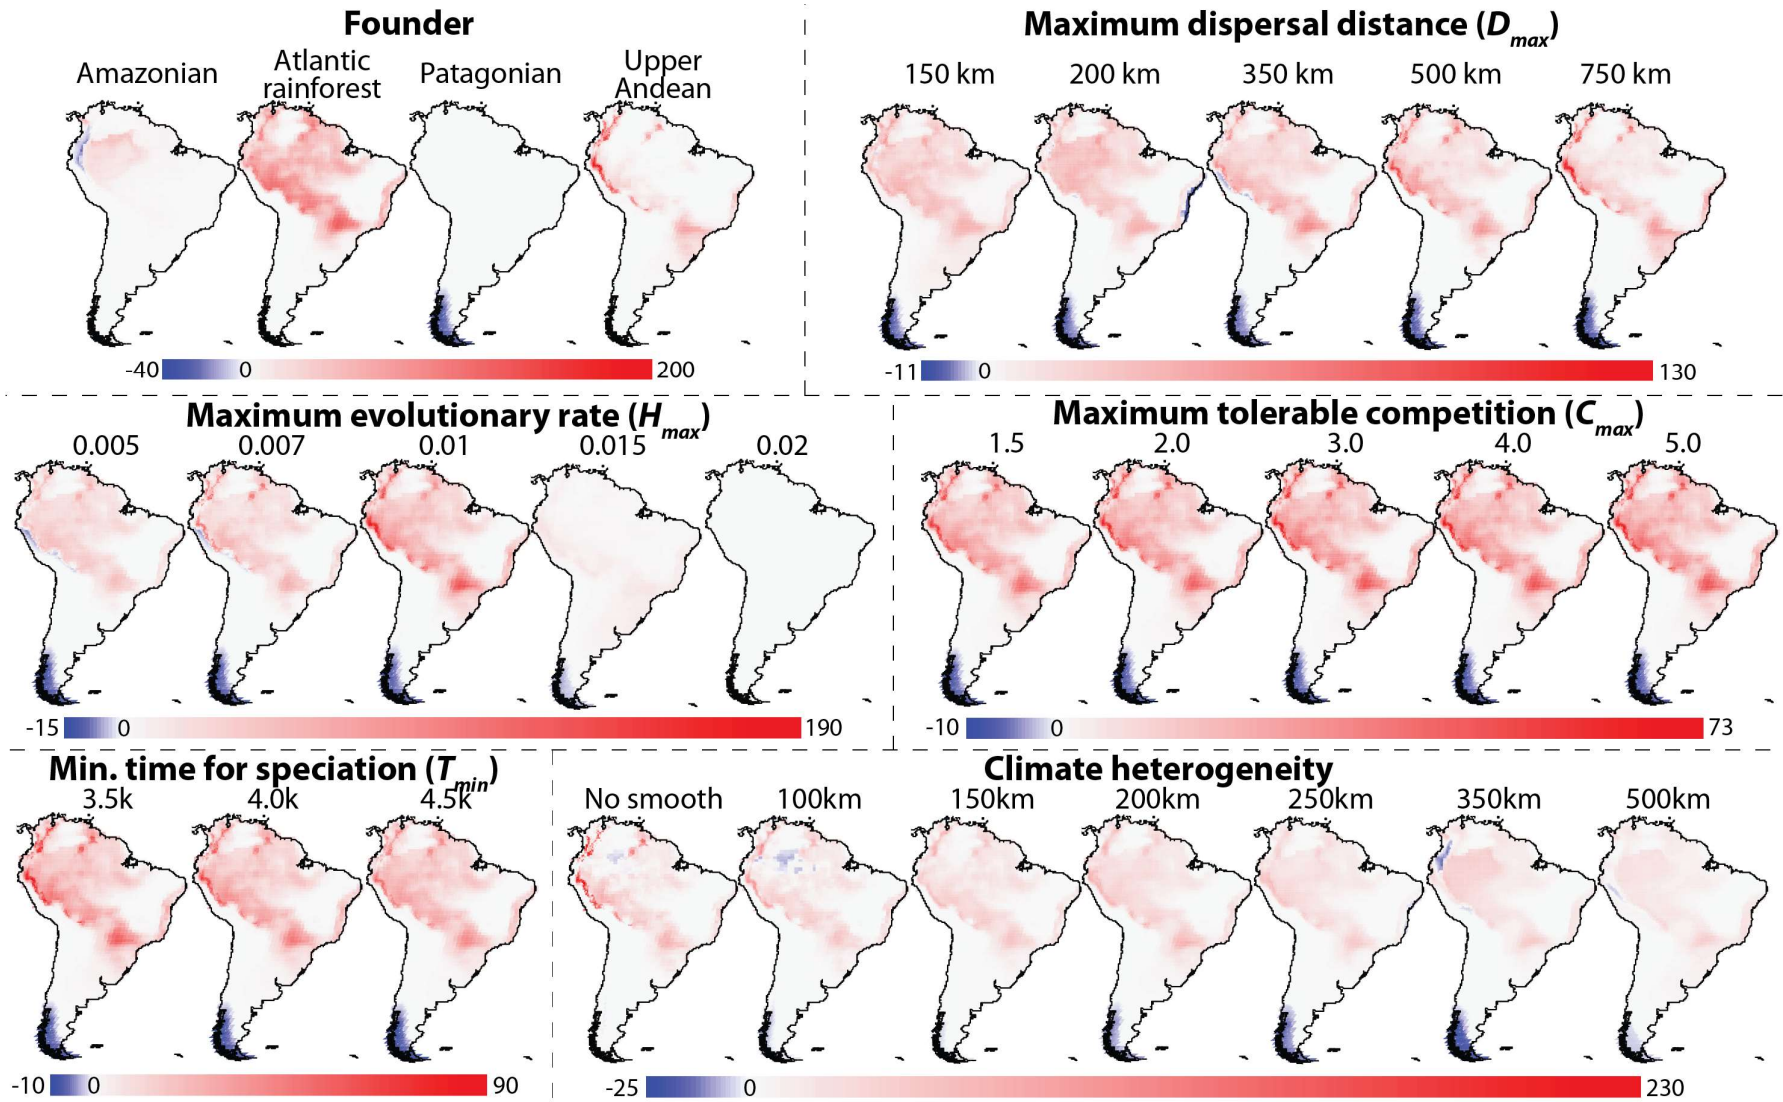 Founder
Amazonian
Atlantic
rainforest
Patagonian
Upper
Andean
-40 0 200
Maximum dispersal distance (Dmax)
150 km 200 km 350 km 500 km 750 km
-11 0 130
Maximum evolutionary rate (Hmax)
0.005 0.007 0.01 0.015 0.02
-15 0 190
Maximum tolerable competition (Cmax)
1.5 2.0 3.0 4.0 5.0
-10 0 73
Min. time for speciation (Tmin)
3.5k 4.0k 4.5k
-10 0 90
Climate heterogeneity
No smooth 100km 150km 200km 250km 350km 500km
-25 0 230